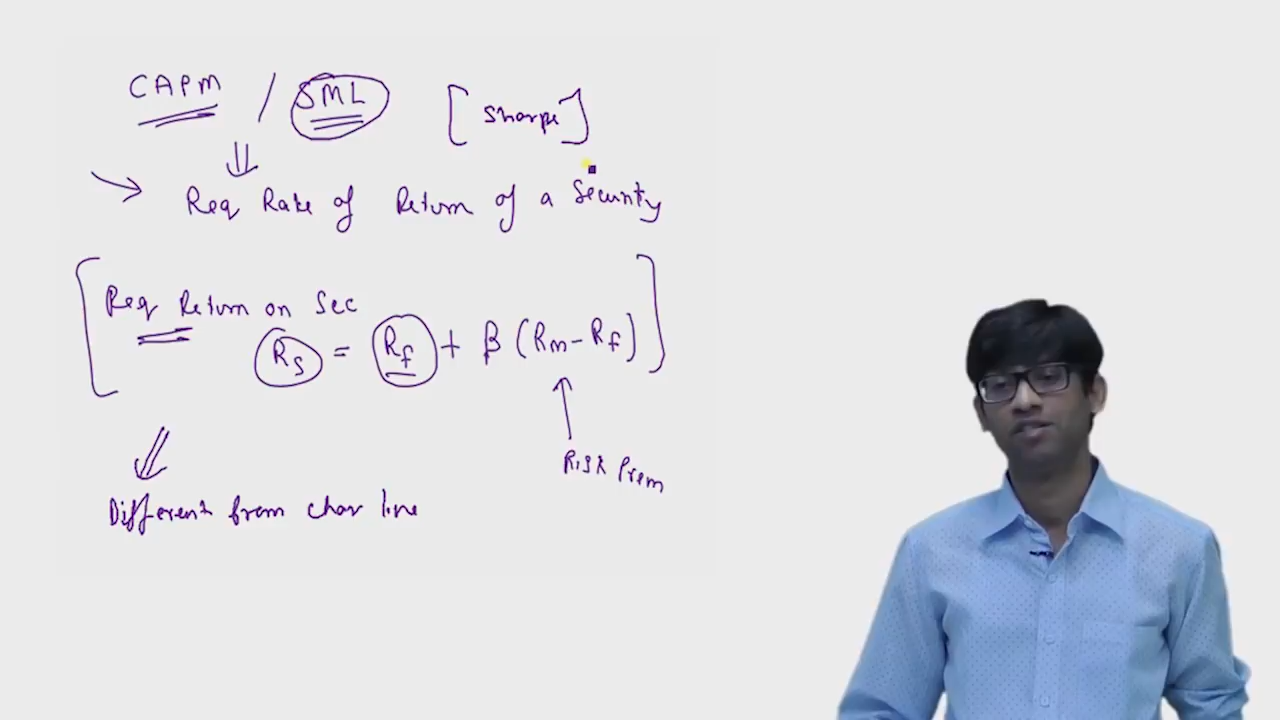 CAPM / SML [Sharpe]
Req Rate of Return of a Security
Req Return on Sec
Rs = Rf + β (Rm - Rf)
Risk Prem
Different from char line